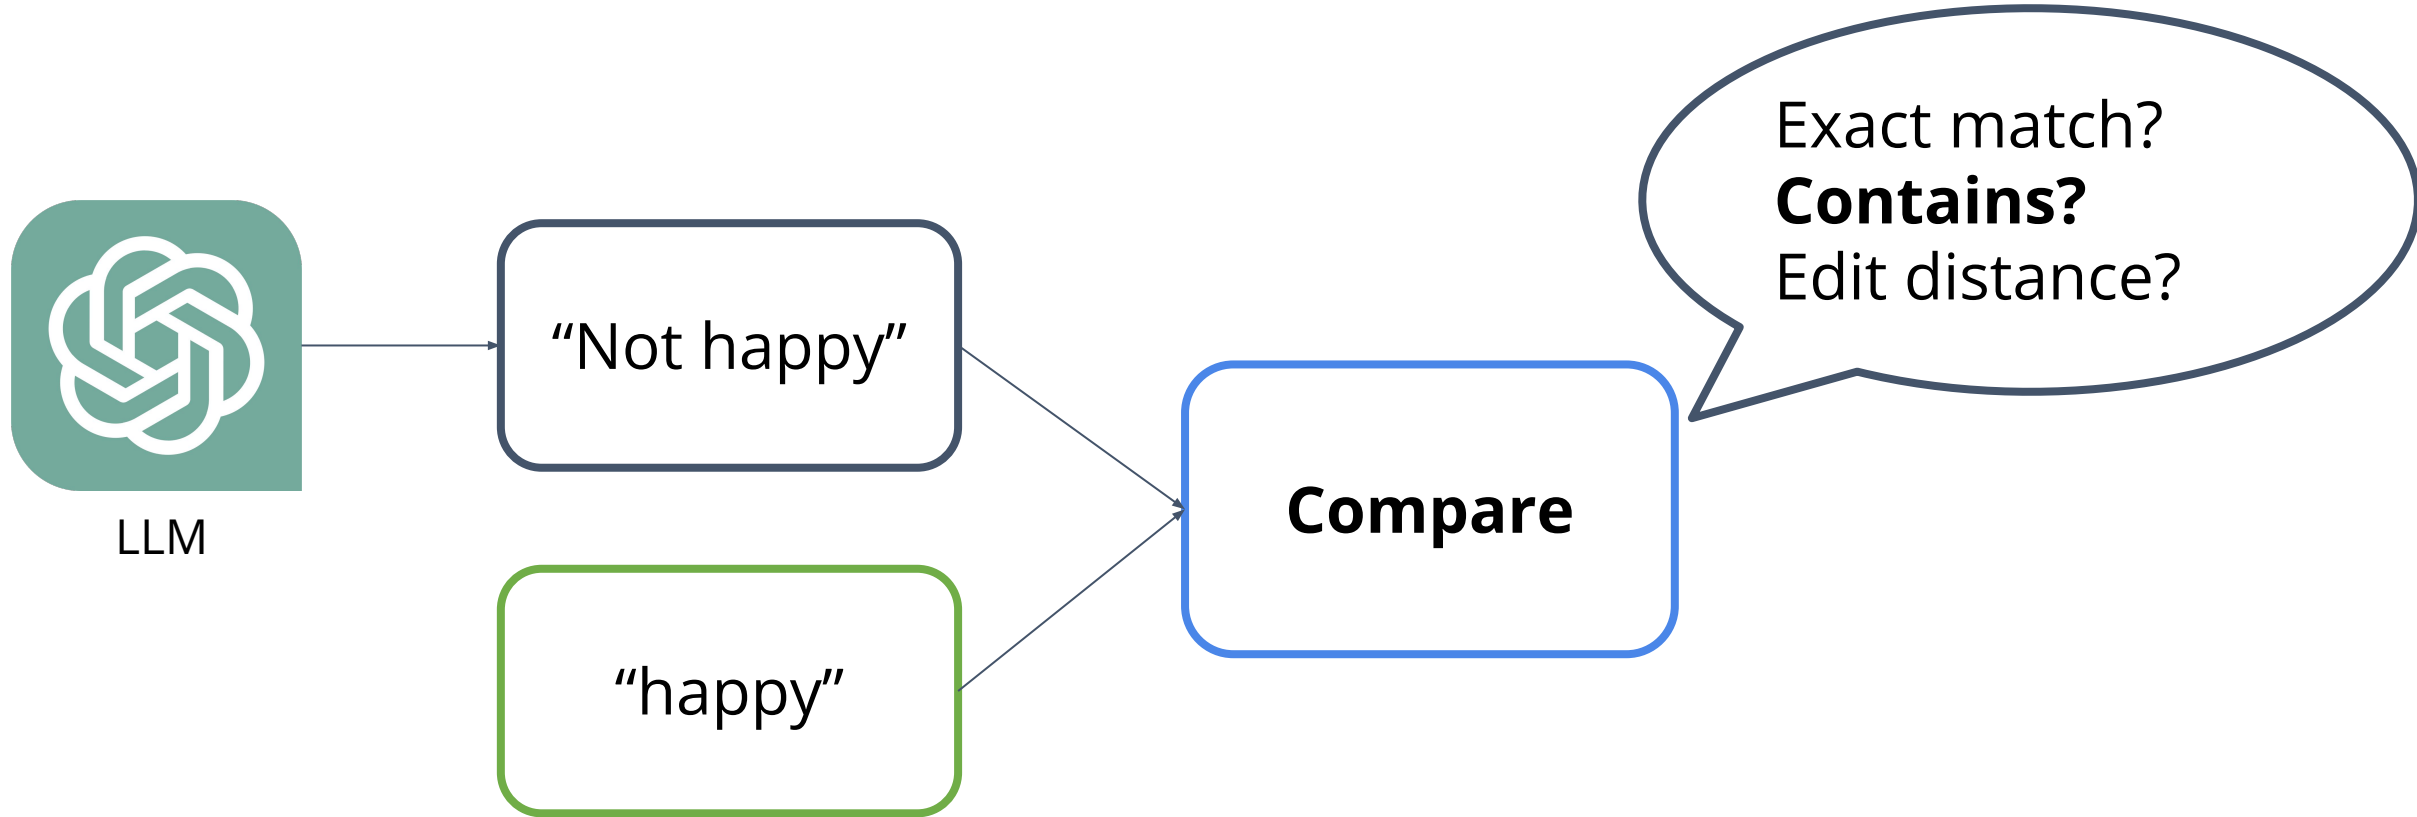 Exact match?
Contains?
Edit distance?
“Not happy”
Compare
LLM
“happy”